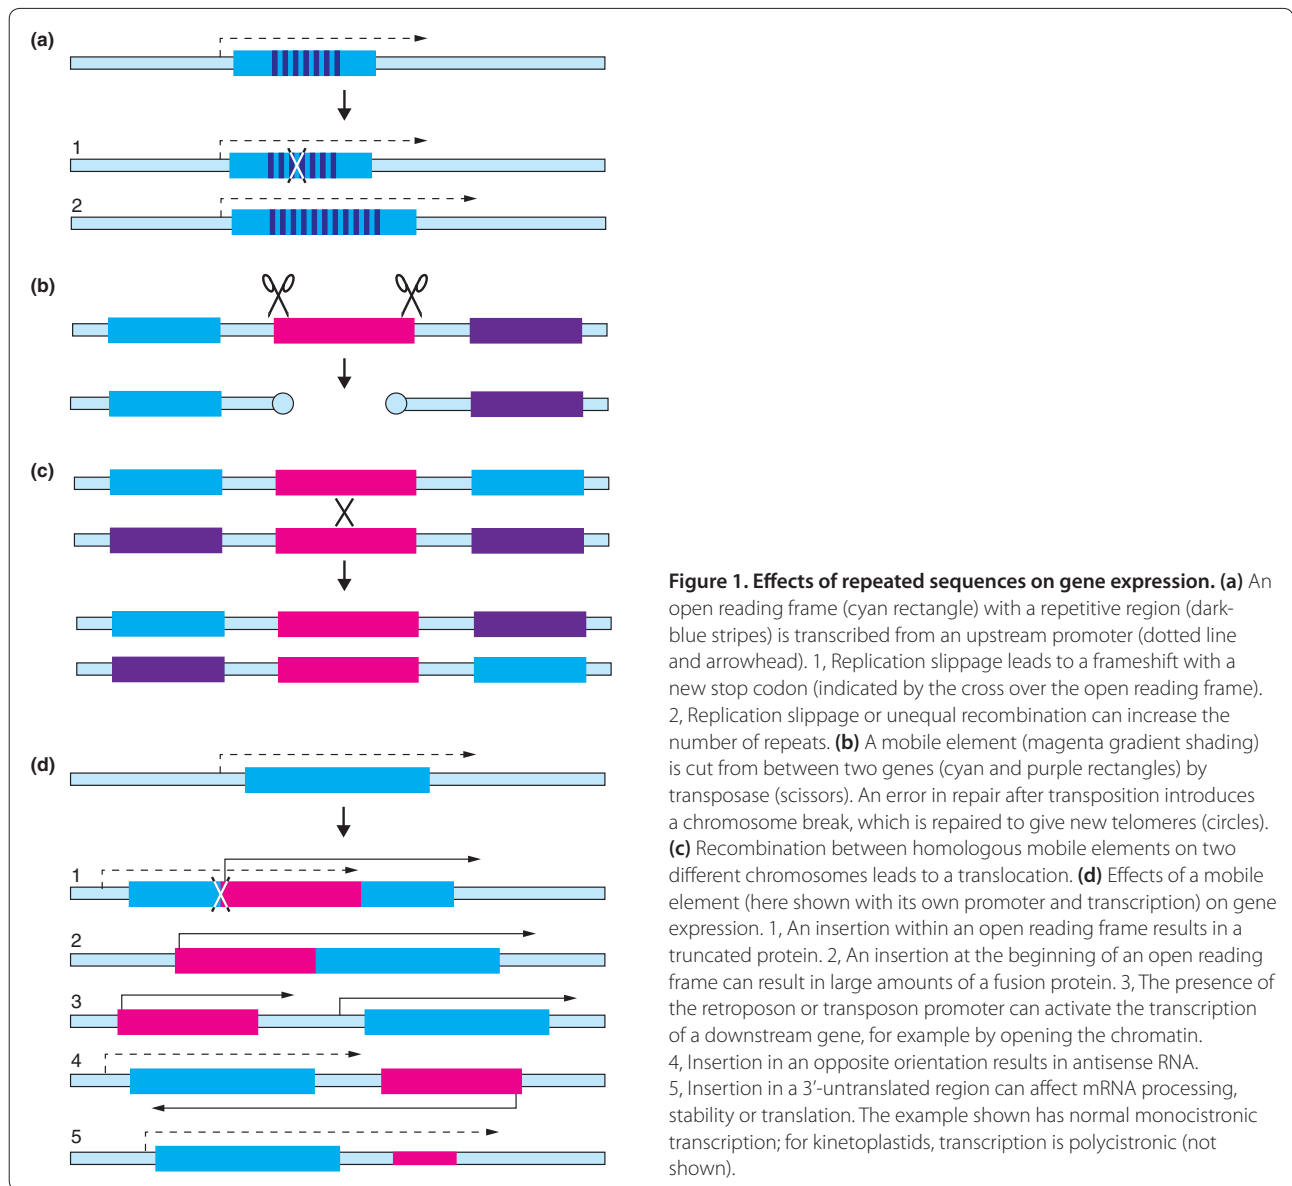 (a)
1
2
(b)
(c)
(d)
1
2
3
4
5
Figure 1. Effects of repeated sequences on gene expression. (a) An
open reading frame (cyan rectangle) with a repetitive region (dark-
blue stripes) is transcribed from an upstream promoter (dotted line
and arrowhead). 1, Replication slippage leads to a frameshift with a
new stop codon (indicated by the cross over the open reading frame).
2, Replication slippage or unequal recombination can increase the
number of repeats. (b) A mobile element (magenta gradient shading)
is cut from between two genes (cyan and purple rectangles) by
transposase (scissors). An error in repair after transposition introduces
a chromosome break, which is repaired to give new telomeres (circles).
(c) Recombination between homologous mobile elements on two
different chromosomes leads to a translocation. (d) Effects of a mobile
element (here shown with its own promoter and transcription) on gene
expression. 1, An insertion within an open reading frame results in a
truncated protein. 2, An insertion at the beginning of an open reading
frame can result in large amounts of a fusion protein. 3, The presence of
the retroposon or transposon promoter can activate the transcription
of a downstream gene, for example by opening the chromatin.
4, Insertion in an opposite orientation results in antisense RNA.
5, Insertion in a 3′-untranslated region can affect mRNA processing,
stability or translation. The example shown has normal monocistronic
transcription; for kinetoplastids, transcription is polycistronic (not
shown).